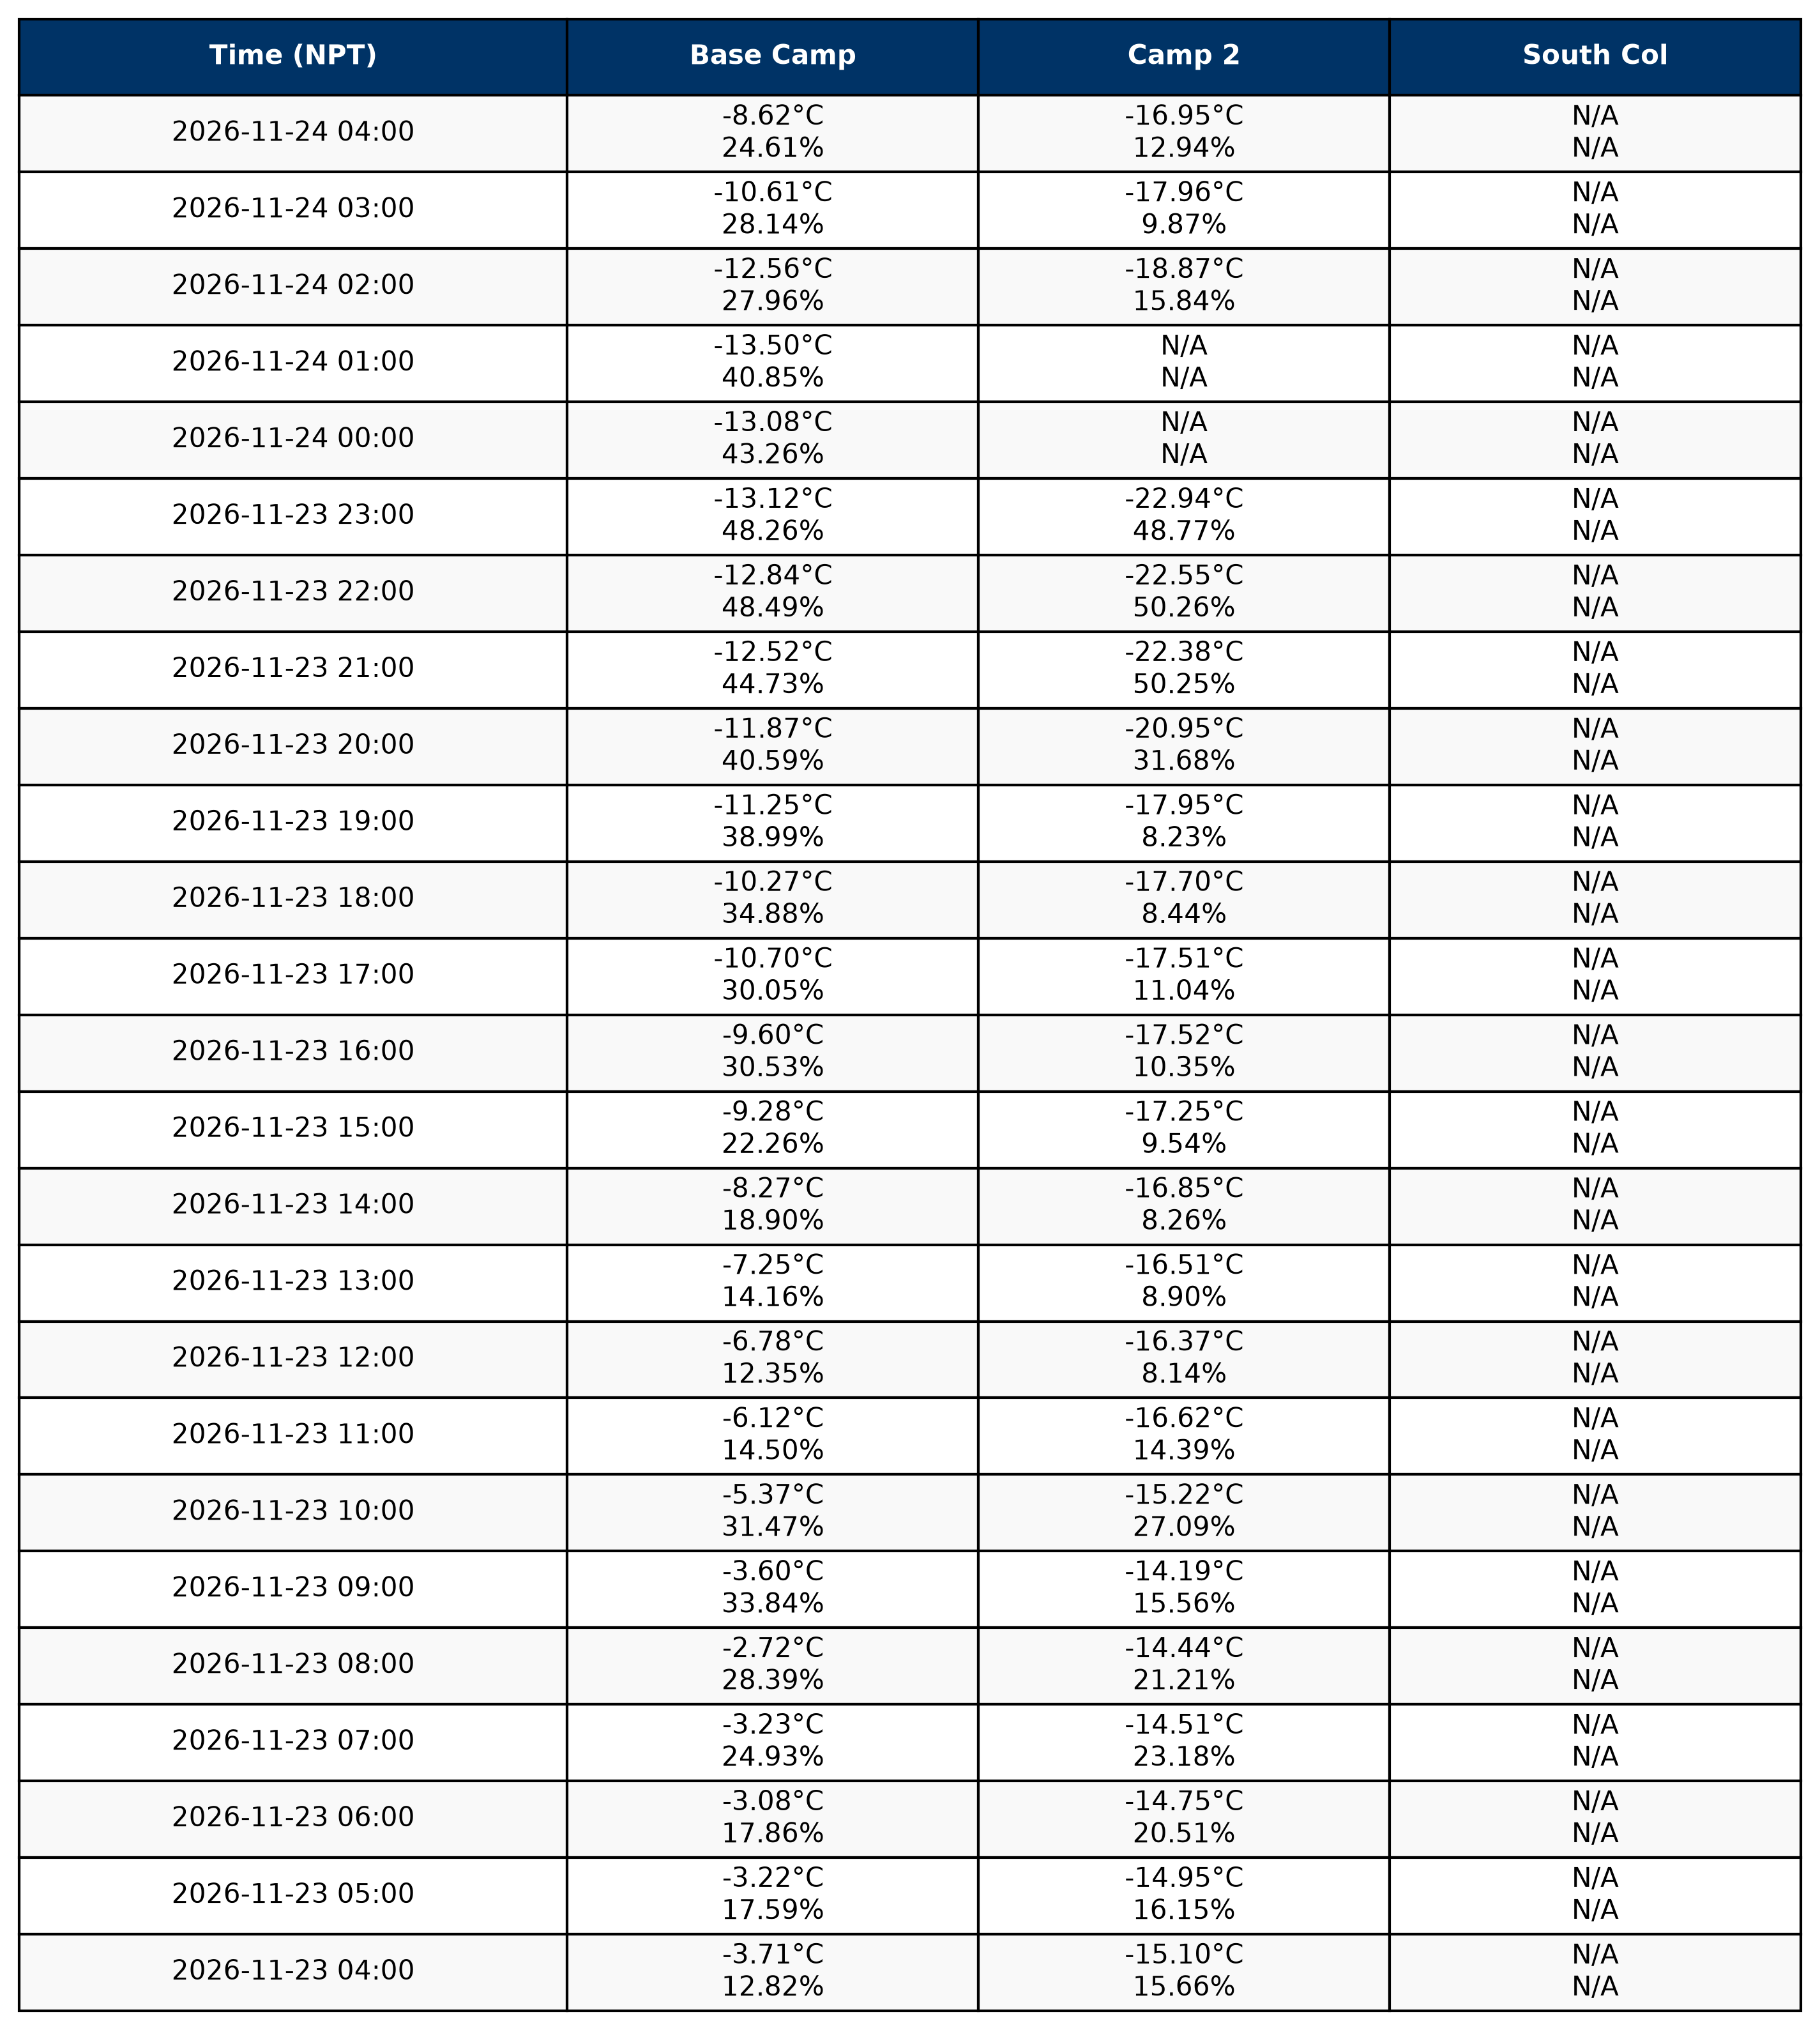 Time (NPT) Base Camp Camp 2 South Col
2026-11-24 04:00 -8.62°C -16.95°C N/A
24.61% 12.94% N/A
2026-11-24 03:00 -10.61°C -17.96°C N/A
28.14% 9.87% N/A
2026-11-24 02:00 -12.56°C -18.87°C N/A
27.96% 15.84% N/A
2026-11-24 01:00 -13.50°C N/A N/A
40.85% N/A N/A
2026-11-24 00:00 -13.08°C N/A N/A
43.26% N/A N/A
2026-11-23 23:00 -13.12°C -22.94°C N/A
48.26% 48.77% N/A
2026-11-23 22:00 -12.84°C -22.55°C N/A
48.49% 50.26% N/A
2026-11-23 21:00 -12.52°C -22.38°C N/A
44.73% 50.25% N/A
2026-11-23 20:00 -11.87°C -20.95°C N/A
40.59% 31.68% N/A
2026-11-23 19:00 -11.25°C -17.95°C N/A
38.99% 8.23% N/A
2026-11-23 18:00 -10.27°C -17.70°C N/A
34.88% 8.44% N/A
2026-11-23 17:00 -10.70°C -17.51°C N/A
30.05% 11.04% N/A
2026-11-23 16:00 -9.60°C -17.52°C N/A
30.53% 10.35% N/A
2026-11-23 15:00 -9.28°C -17.25°C N/A
22.26% 9.54% N/A
2026-11-23 14:00 -8.27°C -16.85°C N/A
18.90% 8.26% N/A
2026-11-23 13:00 -7.25°C -16.51°C N/A
14.16% 8.90% N/A
2026-11-23 12:00 -6.78°C -16.37°C N/A
12.35% 8.14% N/A
2026-11-23 11:00 -6.12°C -16.62°C N/A
14.50% 14.39% N/A
2026-11-23 10:00 -5.37°C -15.22°C N/A
31.47% 27.09% N/A
2026-11-23 09:00 -3.60°C -14.19°C N/A
33.84% 15.56% N/A
2026-11-23 08:00 -2.72°C -14.44°C N/A
28.39% 21.21% N/A
2026-11-23 07:00 -3.23°C -14.51°C N/A
24.93% 23.18% N/A
2026-11-23 06:00 -3.08°C -14.75°C N/A
17.86% 20.51% N/A
2026-11-23 05:00 -3.22°C -14.95°C N/A
17.59% 16.15% N/A
2026-11-23 04:00 -3.71°C -15.10°C N/A
12.82% 15.66% N/A